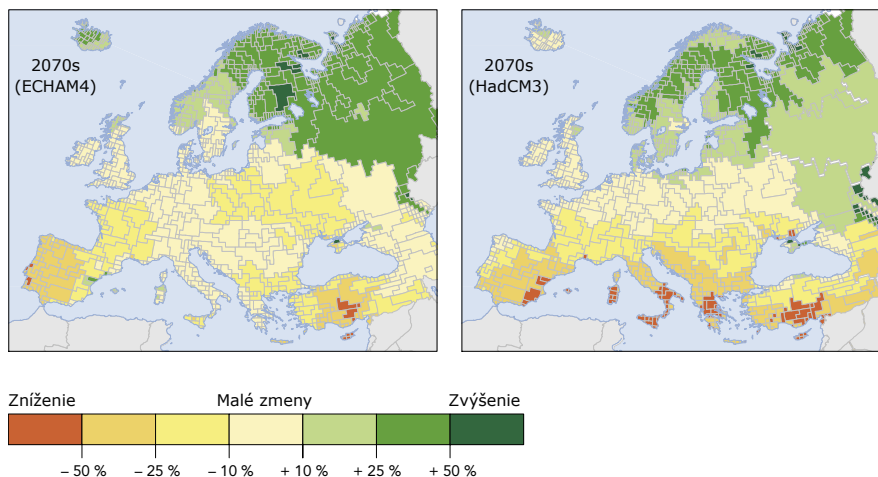 2070s
(ECHAM4)
2070s
(HadCM3)
Zníženie Malé zmeny Zvýšenie
– 50 % – 25 % – 10 % + 10 % + 25 % + 50 %